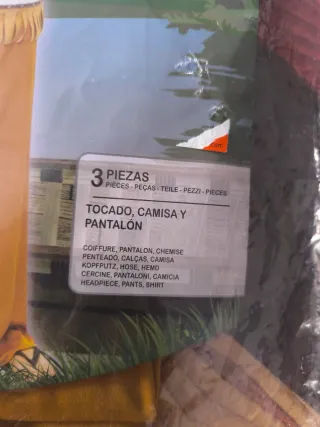 3 PIEZAS
PIECES - PEÇAS - TEILE - PEZZI - PIECES
TOCADO, CAMISA Y
PANTALÓN
COIFFURE, PANTALON, CHEMISE
PENTEADO, CALÇAS, CAMISA
KOPFPUTZ, HOSE, HEMD
CERCINE, PANTALONI, CAMICIA
HEADPIECE, PANTS, SHIRT